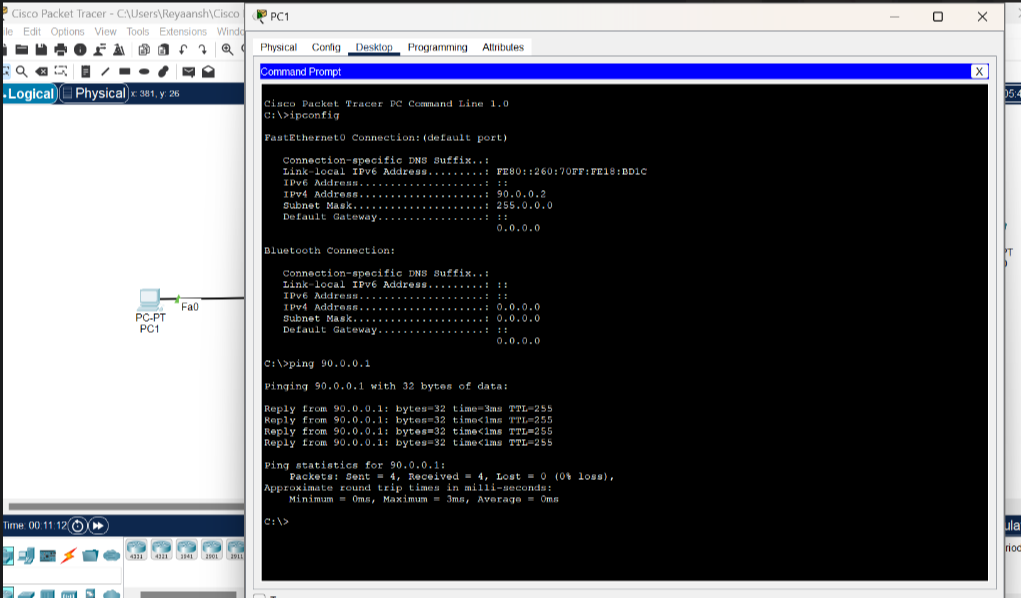 Cisco Packet Tracer - C:\Users\Reyaansh\Cisco
PC1
File Edit Options View Tools Extensions
Physical Config Desktop Programming Attributes
Command Prompt
X
Logical
Physical
x: 381, y: 26
Cisco Packet Tracer PC Command Line 1.0
C:\>ipconfig
FastEthernet0 Connection:(default port)
Connection-specific DNS Suffix..:
Link-local IPv6 Address.........: FE80::260:70FF:FE18:BD1C
IPv6 Address....................: ::
IPv4 Address....................: 90.0.0.2
Subnet Mask.....................: 255.0.0.0
Default Gateway.................: ::
0.0.0.0
Bluetooth Connection:
Connection-specific DNS Suffix..:
Link-local IPv6 Address.........: ::
IPv6 Address....................: ::
IPv4 Address....................: 0.0.0.0
Subnet Mask.....................: 0.0.0.0
Default Gateway.................: ::
0.0.0.0
C:\>ping 90.0.0.1
Pinging 90.0.0.1 with 32 bytes of data:
Reply from 90.0.0.1: bytes=32 time=3ms TTL=255
Reply from 90.0.0.1: bytes=32 time<1ms TTL=255
Reply from 90.0.0.1: bytes=32 time<1ms TTL=255
Reply from 90.0.0.1: bytes=32 time<1ms TTL=255
Ping statistics for 90.0.0.1:
Packets: Sent = 4, Received = 4, Lost = 0 (0% loss),
Approximate round trip times in milli-seconds:
Minimum = 0ms, Maximum = 3ms, Average = 0ms
C:\>
Fa0
PC-PT
PC1
Time: 00:11:12
4331 4321 1941 2901 2911